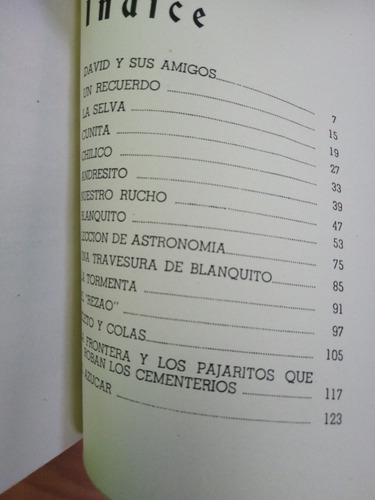 Indice
DAVID Y SUS AMIGOS 7
UN RECUERDO 15
LA SELVA 19
CUNITA 27
CHILICO 33
ANDRESITO 39
NUESTRO RUCHO 47
BLANQUITO 53
LECCION DE ASTRONOMIA 75
UNA TRAVESURA DE BLANQUITO 85
LA TORMENTA 91
"REZAO" 97
Y COLAS 105
LA FRONTERA Y LOS PAJARITOS QUE
ROBAN LOS CEMENTERIOS 117
AZUCAR 123